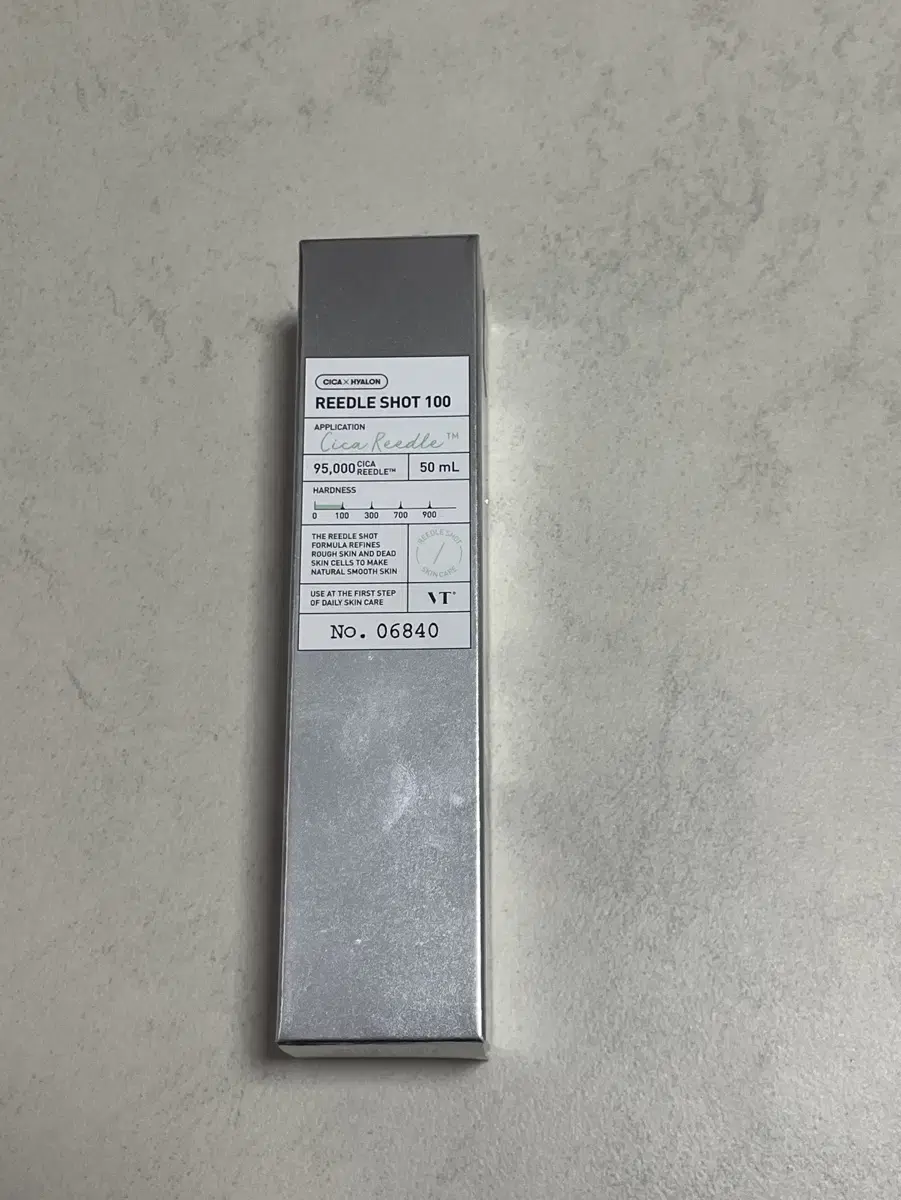 CICA × HYALON
REEDLE SHOT 100
APPLICATION
Cica Reedle™
95,000 CICA REEDLE™
50 mL
HARDNESS
0 100 300 700 900
THE REEDLE SHOT
FORMULA REFINES
ROUGH SKIN AND DEAD
SKIN CELLS TO MAKE
NATURAL SMOOTH SKIN
REEDLE SHOT
SKIN CARE
USE AT THE FIRST STEP
OF DAILY SKIN CARE
VT®
No. 06840